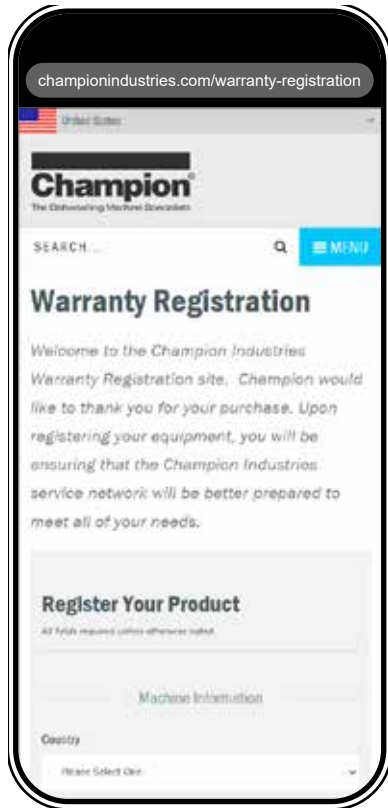 championindustries.com/warranty-registration
United States
Champion®
The Dishwashing Machine Specialists
SEARCH...
MENU
Warranty Registration
Welcome to the Champion Industries
Warranty Registration site. Champion would
like to thank you for your purchase. Upon
registering your equipment, you will be
ensuring that the Champion Industries
service network will be better prepared to
meet all of your needs.
Register Your Product
All fields required unless otherwise noted.
Machine Information
Country
Please Select One